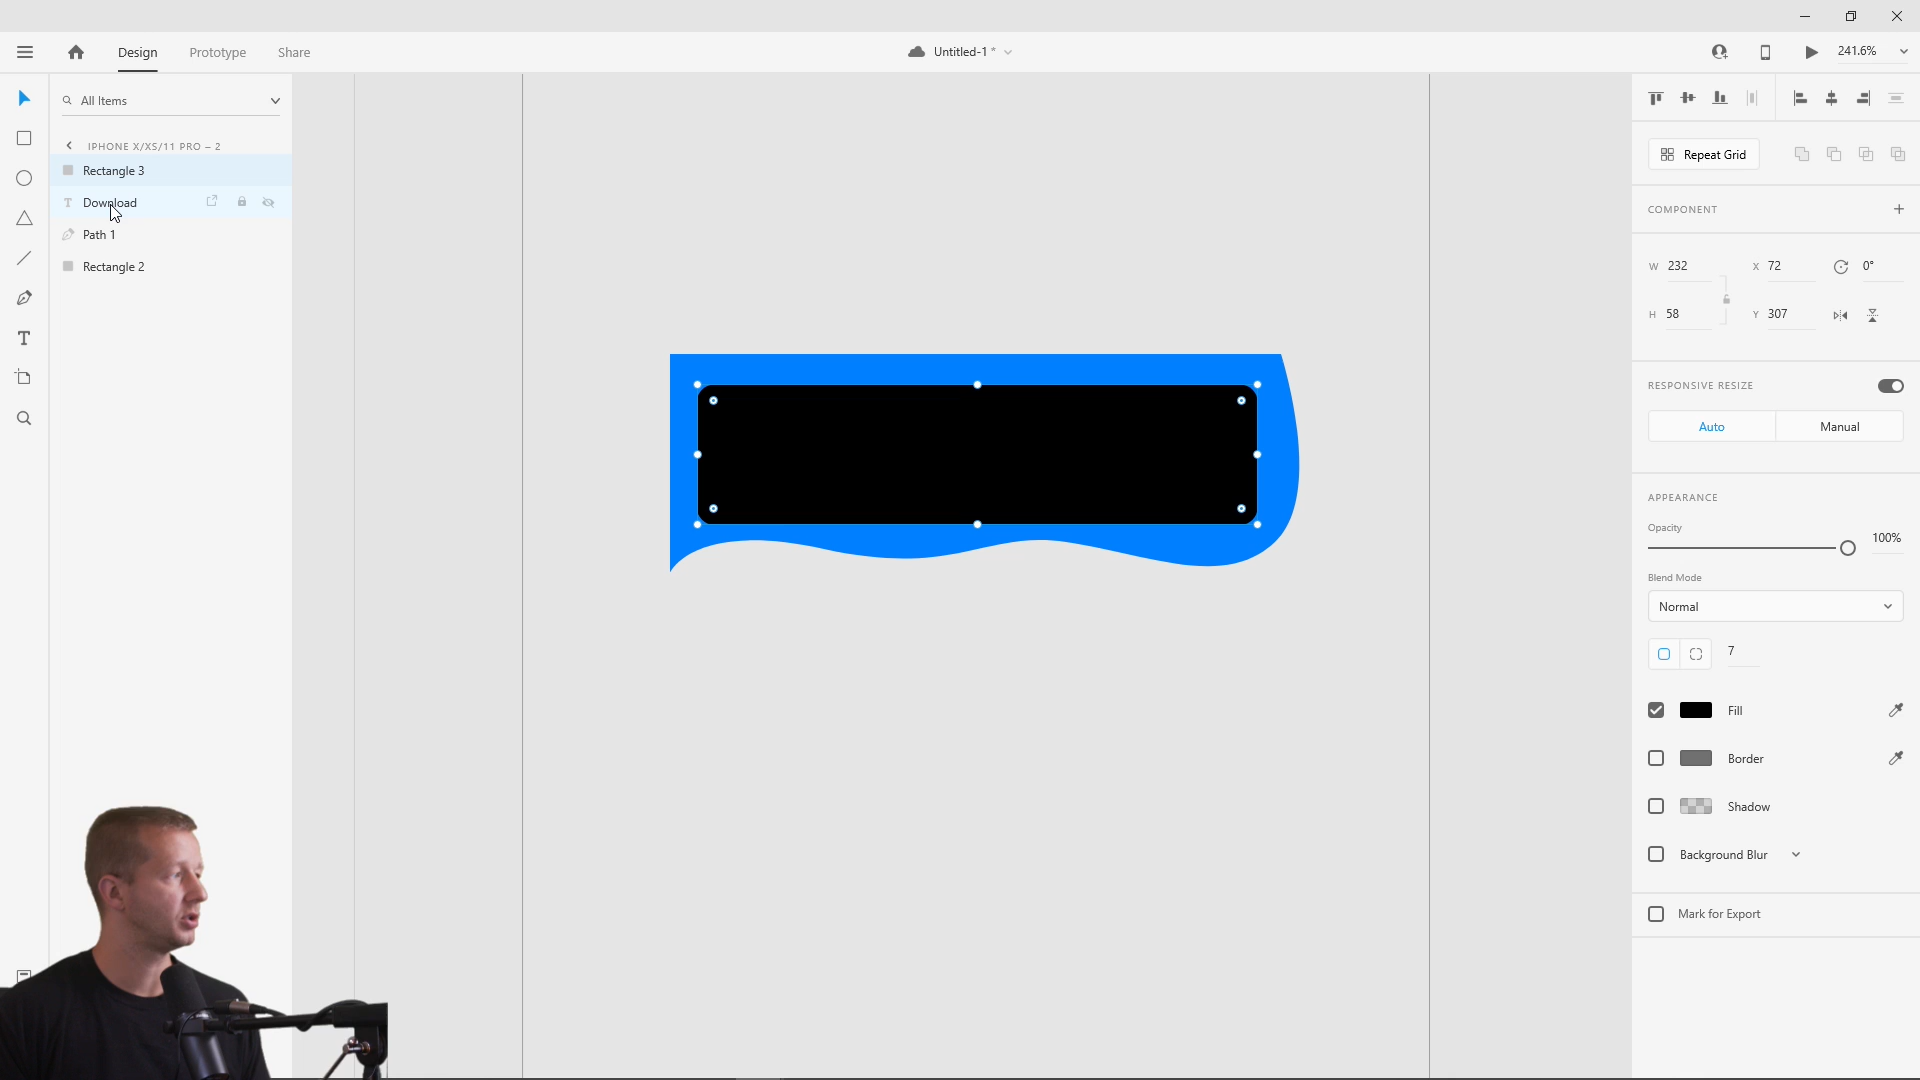 Design
Prototype
Share
Untitled-1 *
241.6%
All Items
IPHONE X/XS/11 PRO – 2
Rectangle 3
T Download
Path 1
Rectangle 2
T
Repeat Grid
COMPONENT
W 232
X 72
0°
H 58
Y 307
RESPONSIVE RESIZE
Auto
Manual
APPEARANCE
Opacity
100%
Blend Mode
Normal
7
Fill
Border
Shadow
Background Blur
Mark for Export